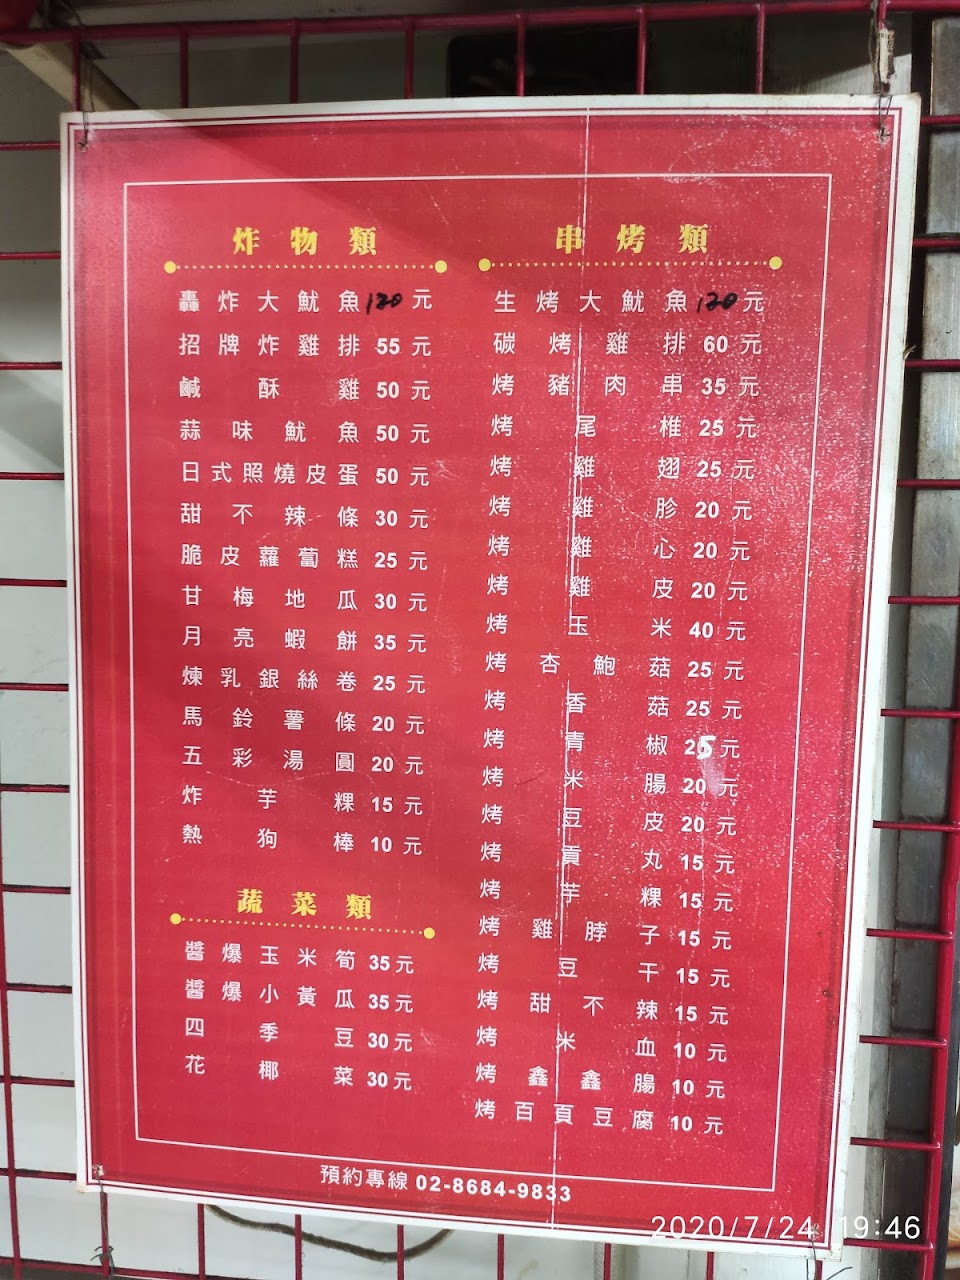 炸物類
轟炸大魷魚120元
招牌炸雞排55元
鹹酥雞50元
蒜味魷魚50元
日式照燒皮蛋50元
甜不辣條30元
脆皮蘿蔔糕25元
甘梅地瓜30元
月亮蝦餅35元
煉乳銀絲卷25元
馬鈴薯條20元
五彩湯圓20元
炸芋粿15元
熱狗棒10元
蔬菜類
醬爆玉米筍35元
醬爆小黃瓜35元
四季豆30元
花椰菜30元
串烤類
生烤大魷魚120元
碳烤雞排60元
烤豬肉串35元
烤尾椎25元
烤雞翅25元
烤雞胗20元
烤雞心20元
烤雞皮20元
烤玉米40元
烤杏鮑菇25元
烤香菇25元
烤青椒25元
烤米腸20元
烤豆皮20元
烤貢丸15元
烤芋粿15元
烤雞脖子15元
烤豆干15元
烤甜不辣15元
烤米血10元
烤鑫鑫腸10元
烤百頁豆腐10元
預約專線02-8684-9833
2020/7/24 19:46